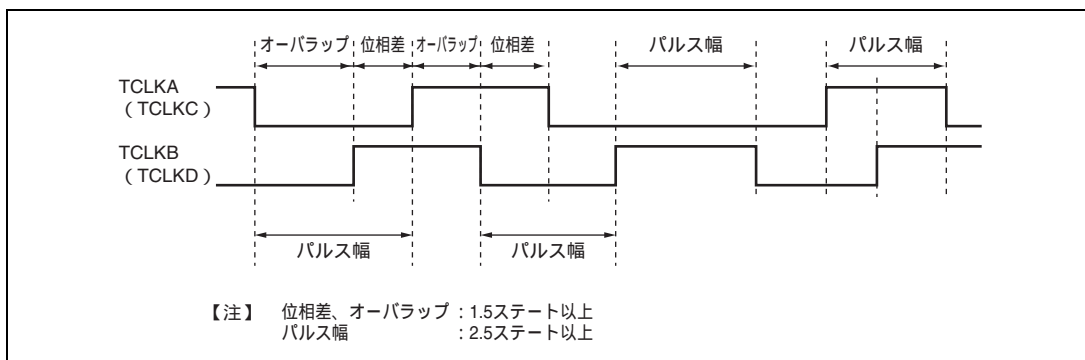 オーバラップ 位相差 オーバラップ 位相差 パルス幅 パルス幅
TCLKA
(TCLKC)
TCLKB
(TCLKD)
パルス幅 パルス幅
【注】 位相差、オーバラップ : 1.5ステート以上
パルス幅 : 2.5ステート以上